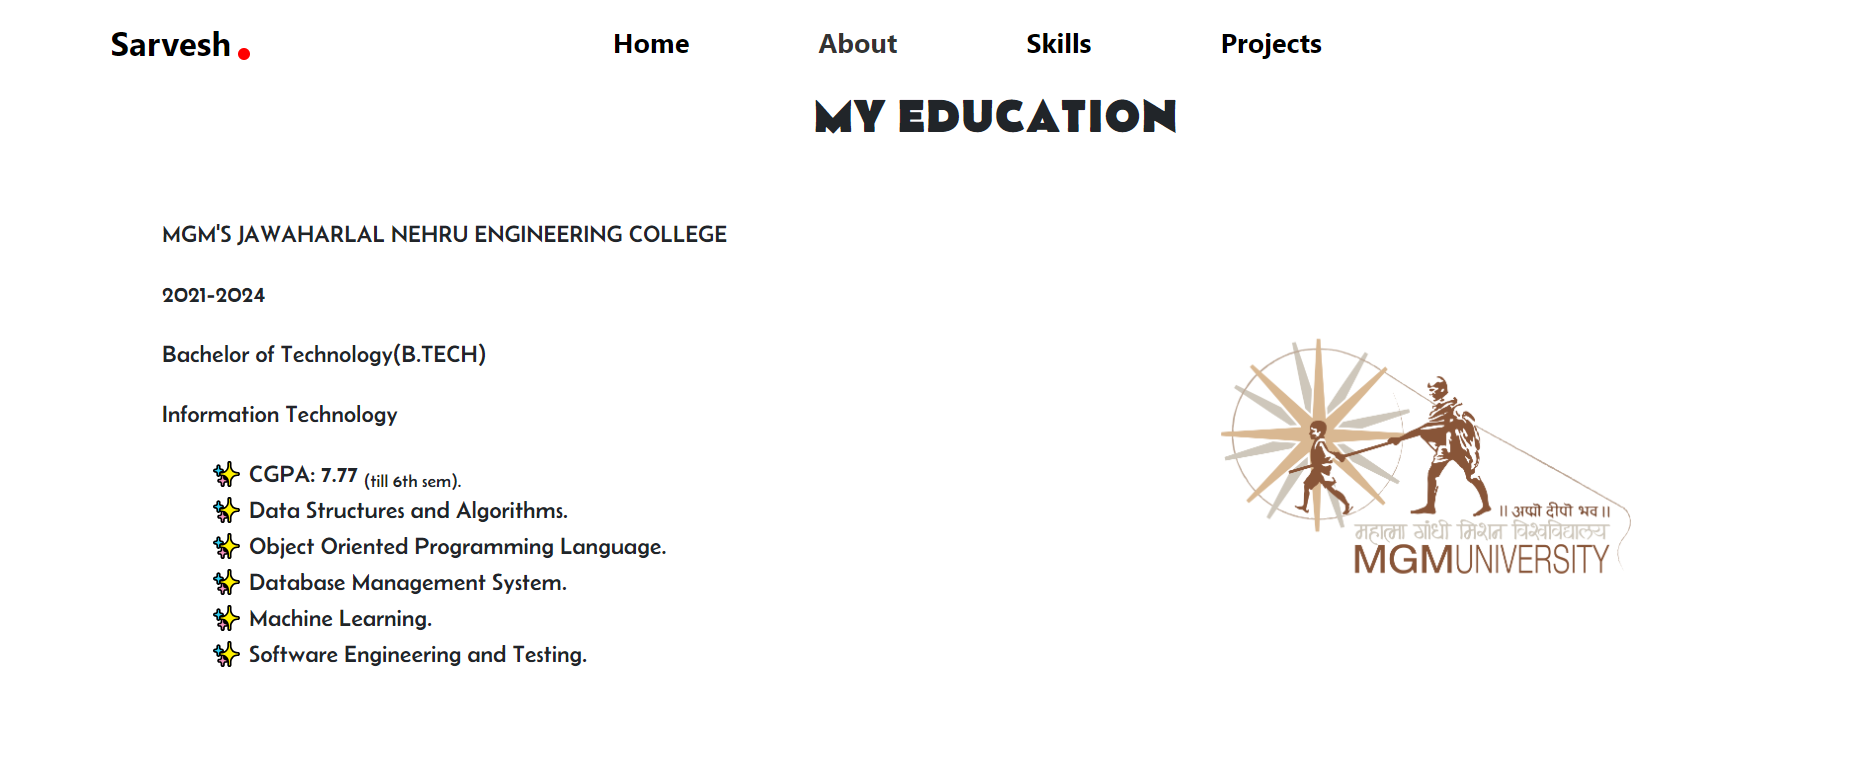 Sarvesh.
Home About Skills Projects
MY EDUCATION
MGM'S JAWAHARLAL NEHRU ENGINEERING COLLEGE
2021-2024
Bachelor of Technology(B.TECH)
Information Technology
CGPA: 7.77 (till 6th sem).
Data Structures and Algorithms.
Object Oriented Programming Language.
Database Management System.
Machine Learning.
Software Engineering and Testing.
।। अप्पो दीपो भव।।
महात्मा गांधी मिशन विश्वविद्यालय
MGMUNIVERSITY